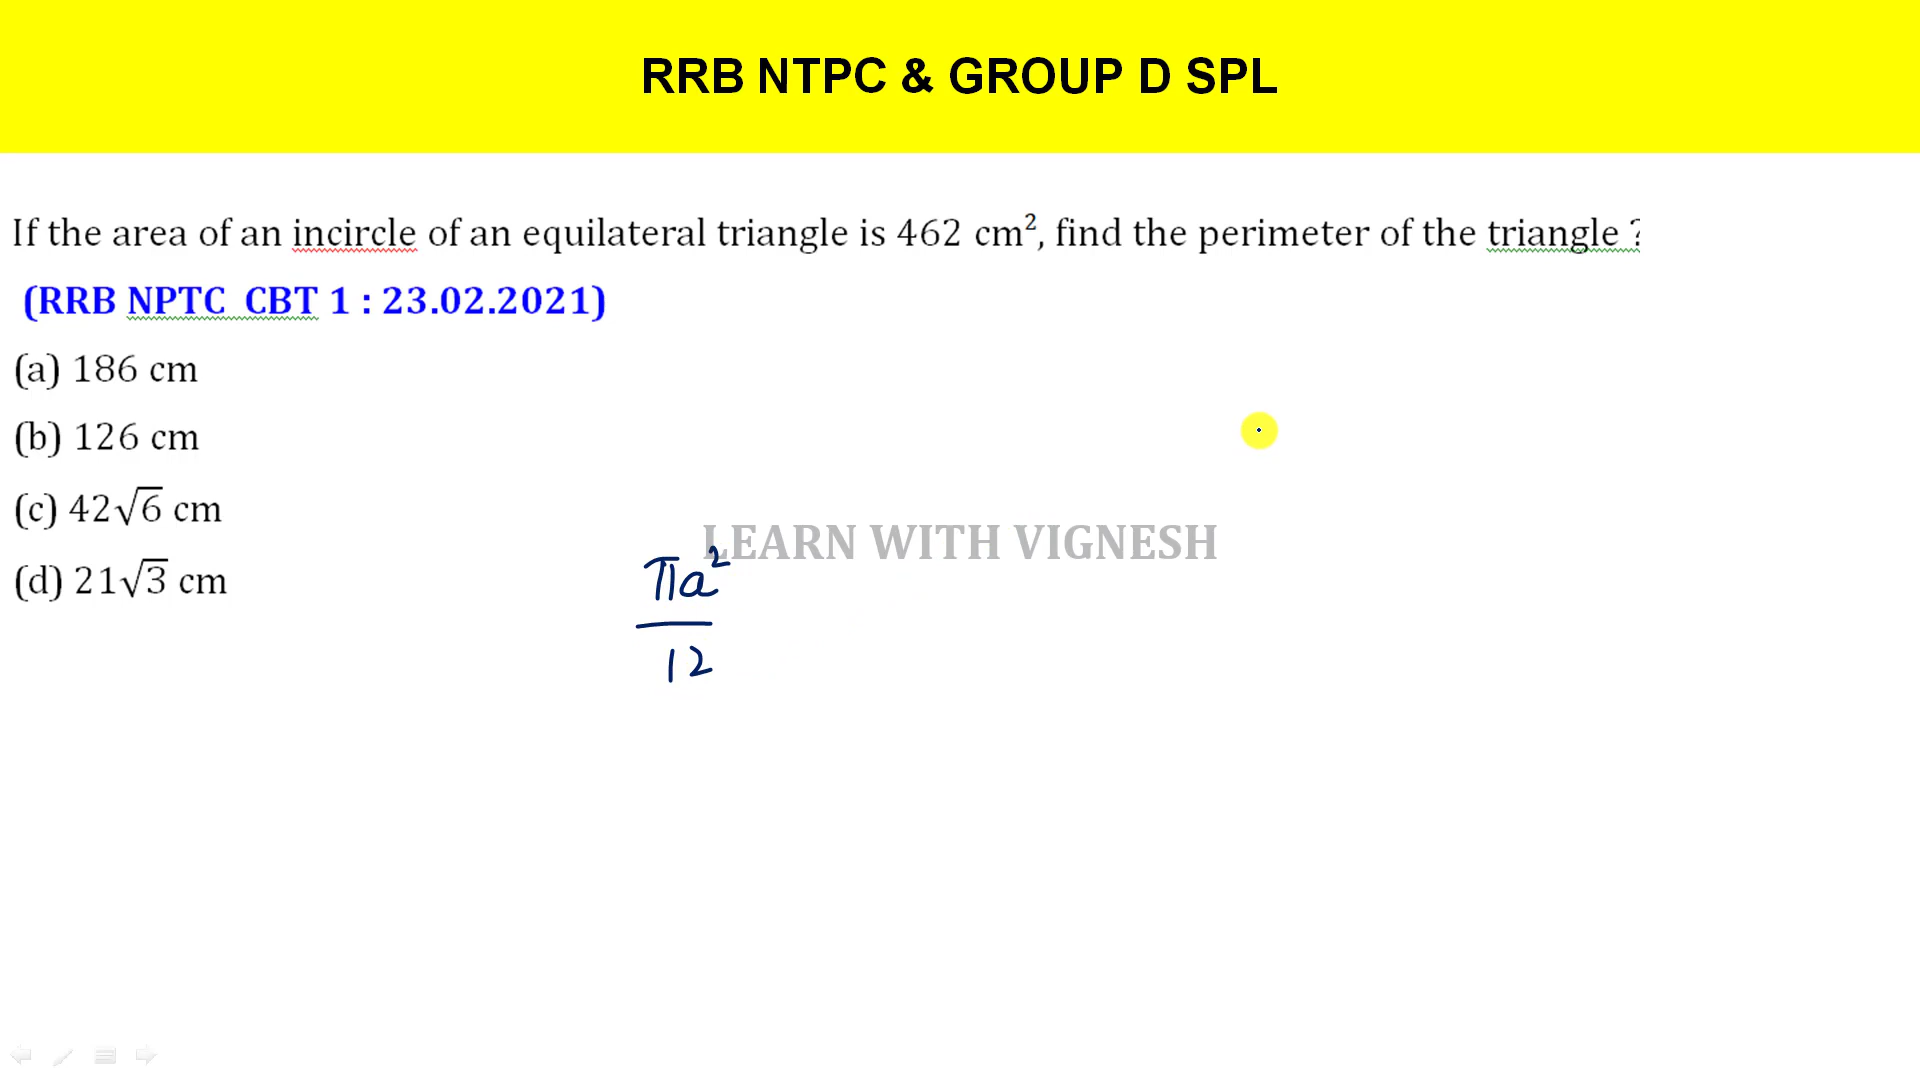 RRB NTPC & GROUP D SPL
If the area of an incircle of an equilateral triangle is 462 cm², find the perimeter of the triangle ?
(RRB NPTC CBT 1 : 23.02.2021)
(a) 186 cm
(b) 126 cm
(c) 42√6 cm
(d) 21√3 cm
LEARN WITH VIGNESH
πa²
12